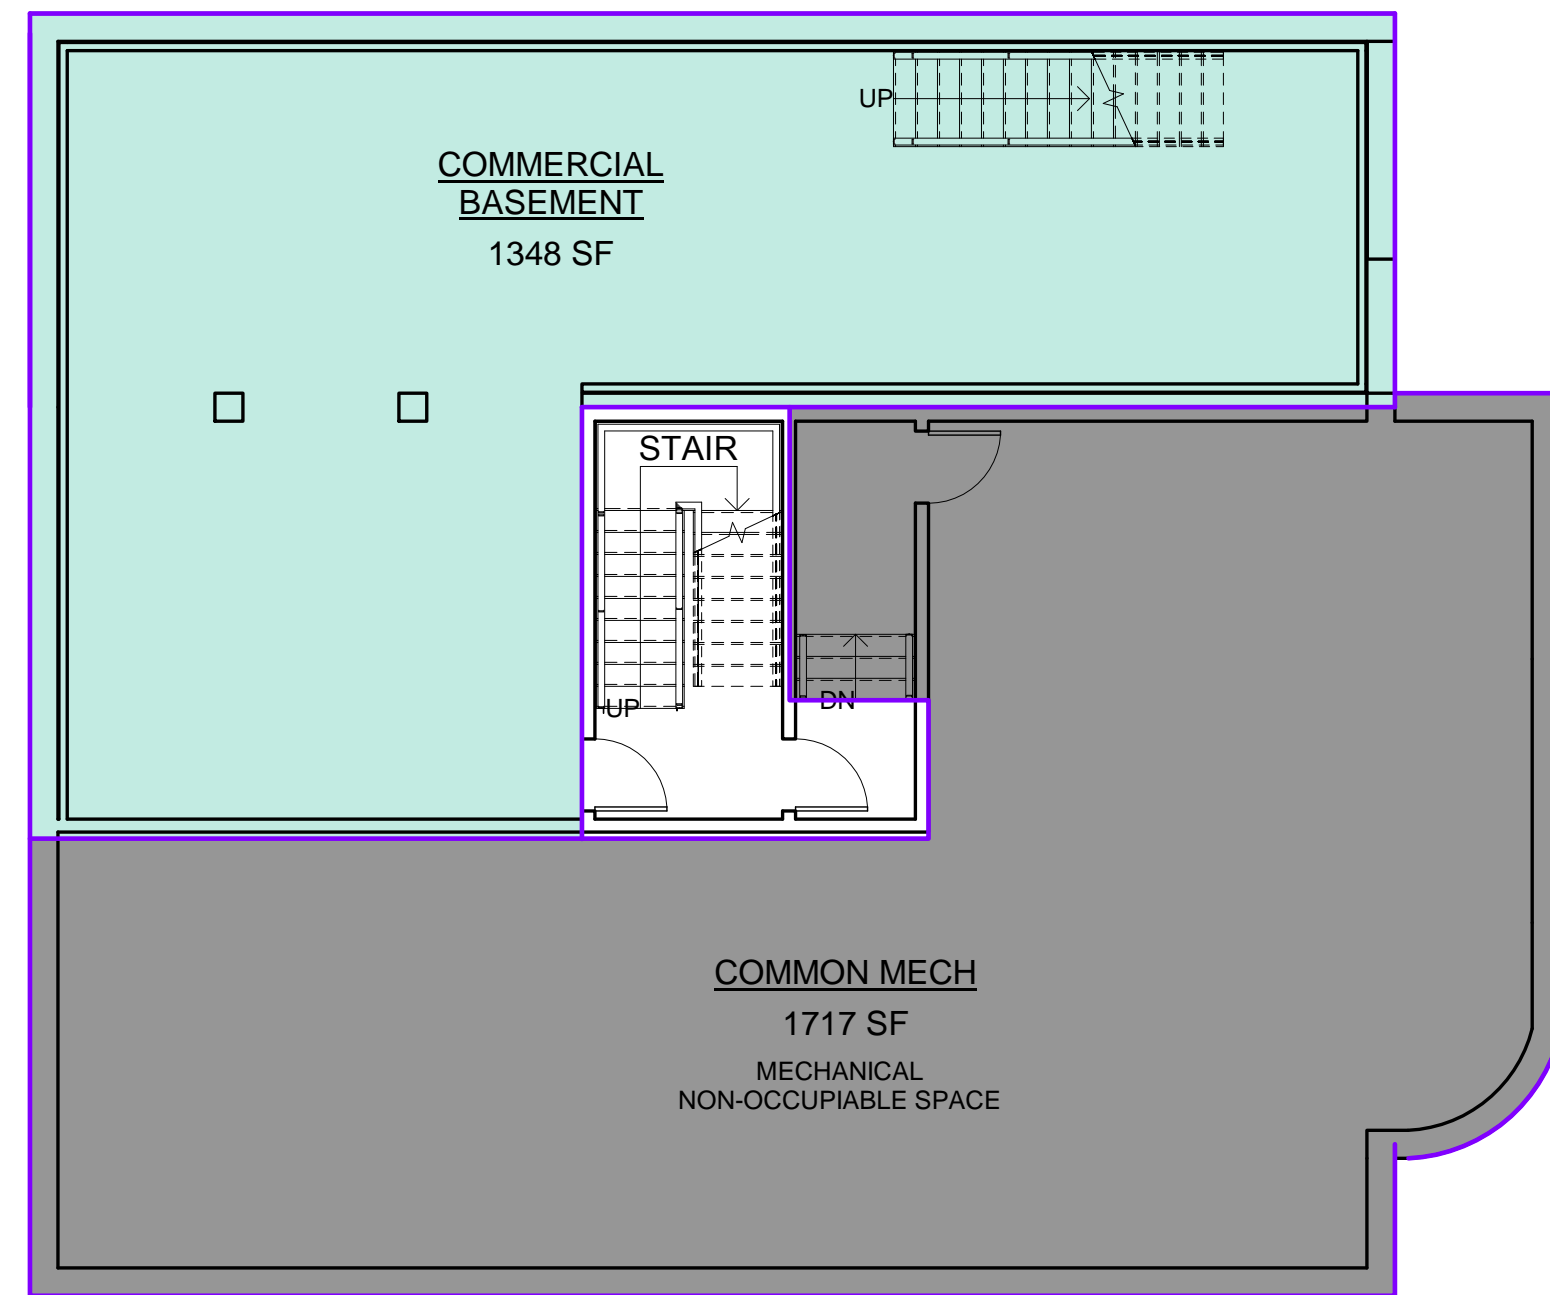 UP
COMMERCIAL
BASEMENT
1348 SF
STAIR
UP
DN
COMMON MECH
1717 SF
MECHANICAL
NON-OCCUPIABLE SPACE